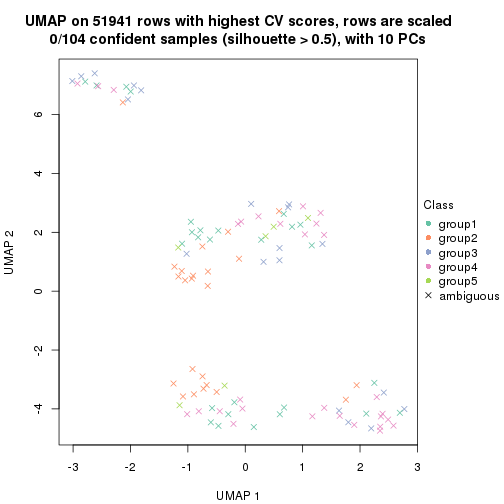 UMAP on 51941 rows with highest CV scores, rows are scaled
0/104 confident samples (silhouette > 0.5), with 10 PCs
6
4
2
0
-2
-4
UMAP 2
-3
-2
-1
0
1
2
3
UMAP 1
Class
group1
group2
group3
group4
group5
ambiguous